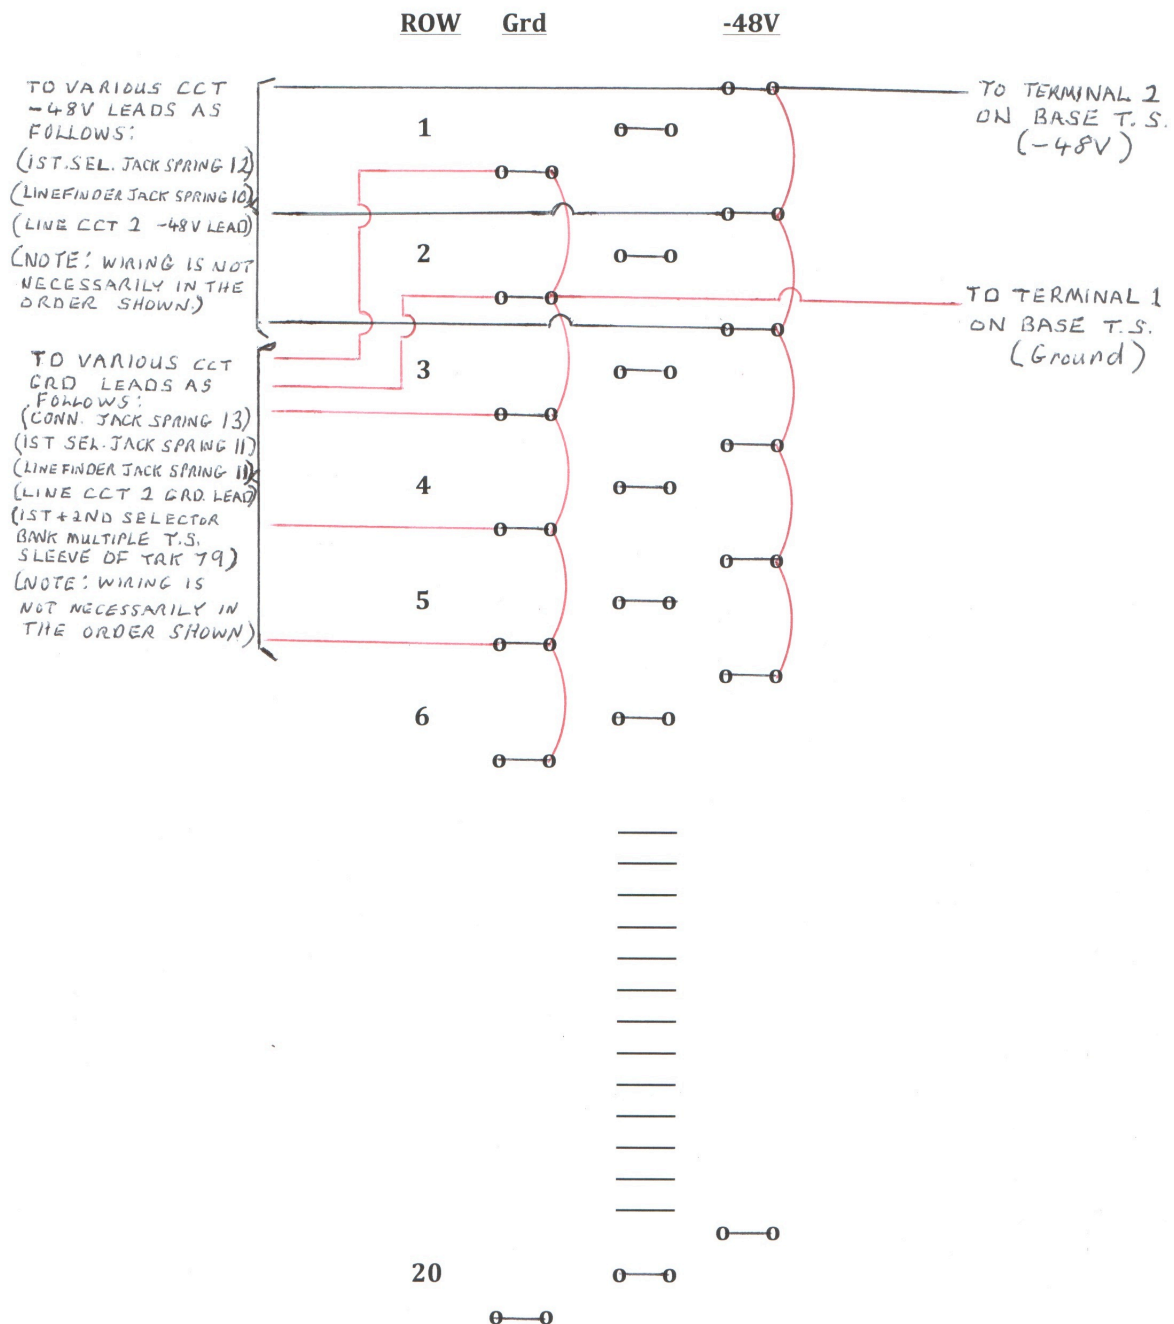 ROW Grd -48V
TO VARIOUS CCT
-48V LEADS AS
FOLLOWS:
(1ST. SEL. JACK SPRING 12)
(LINEFINDER JACK SPRING 10)
(LINE CCT 2 -48V LEAD)
(NOTE: WIRING IS NOT
NECESSARILY IN THE
ORDER SHOWN.)
TO VARIOUS CCT
GRD LEADS AS
FOLLOWS:
(CONN. JACK SPRING 13)
(1ST SEL. JACK SPRING 11)
(LINEFINDER JACK SPRING 11)
(LINE CCT 2 GRD. LEAD)
(1ST + 2ND SELECTOR
BANK MULTIPLE T.S.
SLEEVE OF TRK 79)
(NOTE: WIRING IS
NOT NECESSARILY IN
THE ORDER SHOWN)
1
2
3
4
5
6
20
TO TERMINAL 2
ON BASE T.S.
(-48V)
TO TERMINAL 1
ON BASE T.S.
(Ground)